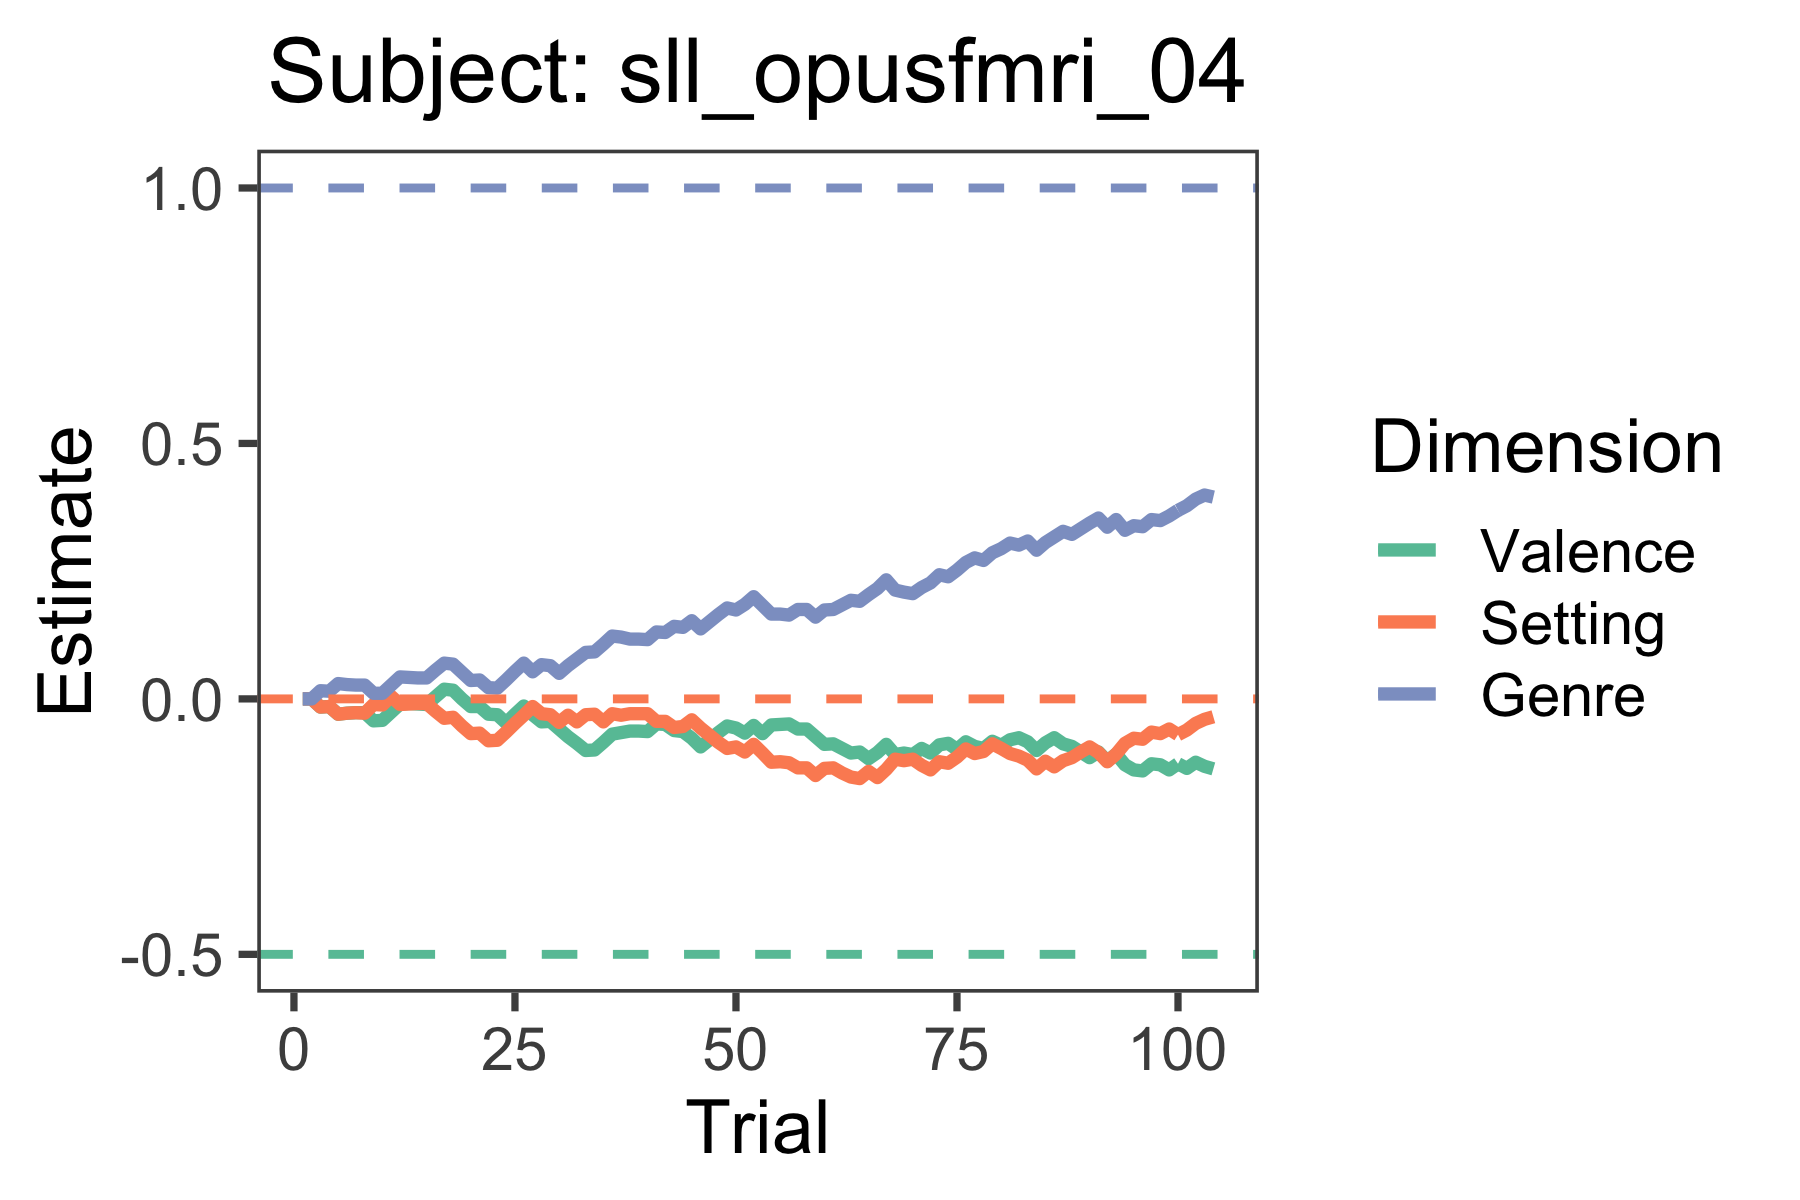 Subject: sll_opusfmri_04
1.0
0.5
0.0
-0.5
Estimate
0
25
50
75
100
Trial
Dimension
Valence
Setting
Genre